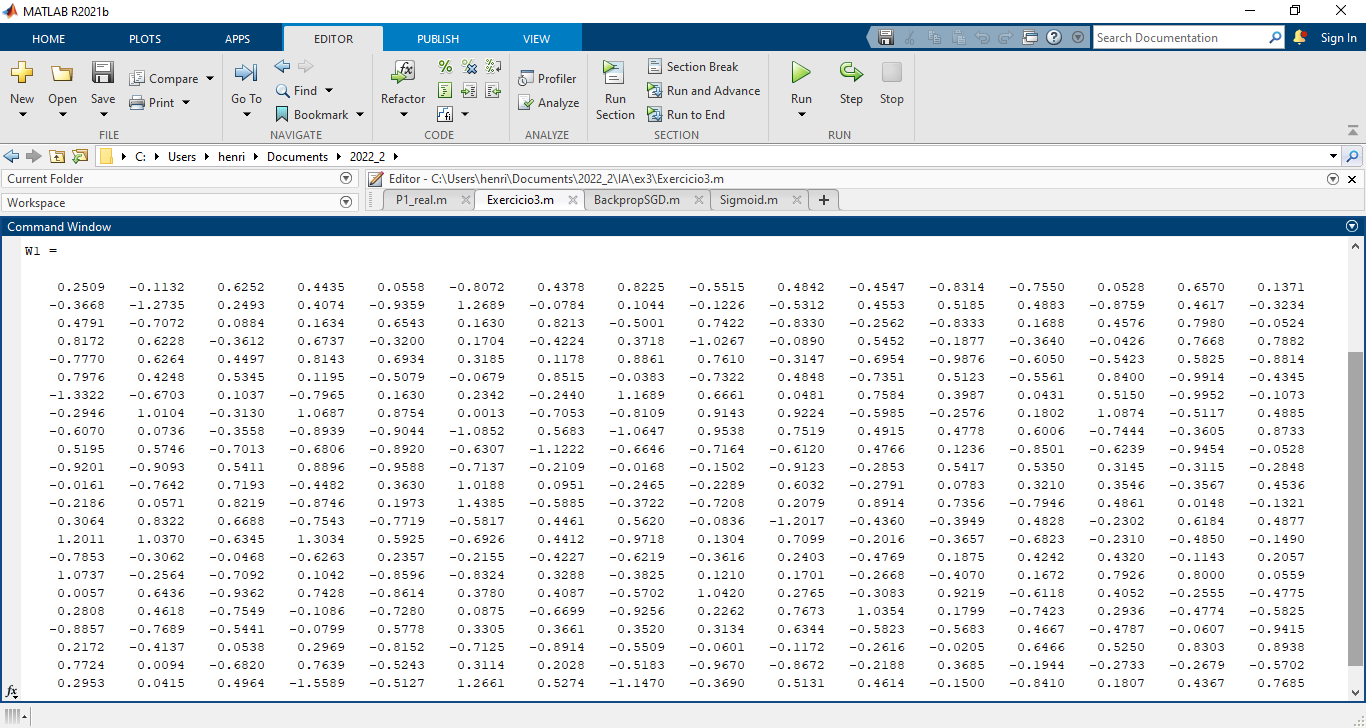 MATLAB R2021b
HOME PLOTS APPS EDITOR PUBLISH VIEW Search Documentation Sign In
New Open Save Compare Print Go To Find Bookmark Refactor Profiler Analyze Run Section Section Break Run and Advance Run to End Run Step Stop
FILE NAVIGATE CODE ANALYZE SECTION RUN
C: Users henri Documents 2022_2
Current Folder Editor - C:\Users\henri\Documents\2022_2\IA\ex3\Exercicio3.m
Workspace P1_real.m Exercicio3.m BackpropSGD.m Sigmoid.m
Command Window
W1 =
0.2509 -0.1132 0.6252 0.4435 0.0558 -0.8072 0.4378 0.8225 -0.5515 0.4842 -0.4547 -0.8314 -0.7550 0.0528 0.6570 0.1371
-0.3668 -1.2735 0.2493 0.4074 -0.9359 1.2689 -0.0784 0.1044 -0.1226 -0.5312 0.4553 0.5185 0.4883 -0.8759 0.4617 -0.3234
0.4791 -0.7072 0.0884 0.1634 0.6543 0.1630 0.8213 -0.5001 0.7422 -0.8330 -0.2562 -0.8333 0.1688 0.4576 0.7980 -0.0524
0.8172 0.6228 -0.3612 0.6737 -0.3200 0.1704 -0.4224 0.3718 -1.0267 -0.0890 0.5452 -0.1877 -0.3640 -0.0426 0.7668 0.7882
-0.7770 0.6264 0.4497 0.8143 0.6934 0.3185 0.1178 0.8861 0.7610 -0.3147 -0.6954 -0.9876 -0.6050 -0.5423 0.5825 -0.8814
0.7976 0.4248 0.5345 0.1195 -0.5079 -0.0679 0.8515 -0.0383 -0.7322 0.4848 -0.7351 0.5123 -0.5561 0.8400 -0.9914 -0.4345
-1.3322 -0.6703 0.1037 -0.7965 0.1630 0.2342 -0.2440 1.1689 0.6661 0.0481 0.7584 0.3987 0.0431 0.5150 -0.9952 -0.1073
-0.2946 1.0104 -0.3130 1.0687 0.8754 0.0013 -0.7053 -0.8109 0.9143 0.9224 -0.5985 -0.2576 0.1802 1.0874 -0.5117 0.4885
-0.6070 0.0736 -0.3558 -0.8939 -0.9044 -1.0852 0.5683 -1.0647 0.9538 0.7519 0.4915 0.4778 0.6006 -0.7444 -0.3605 0.8733
0.5195 0.5746 -0.7013 -0.6806 -0.8920 -0.6307 -1.1222 -0.6646 -0.7164 -0.6120 0.4766 0.1236 -0.8501 -0.6239 -0.9454 -0.0528
-0.9201 -0.9093 0.5411 0.8896 -0.9588 -0.7137 -0.2109 -0.0168 -0.1502 -0.9123 -0.2853 0.5417 0.5350 0.3145 -0.3115 -0.2848
-0.0161 -0.7642 0.7193 -0.4482 0.3630 1.0188 0.0951 -0.2465 -0.2289 0.6032 -0.2791 0.0783 0.3210 0.3546 -0.3567 0.4536
-0.2186 0.0571 0.8219 -0.8746 0.1973 1.4385 -0.5885 -0.3722 -0.7208 0.2079 0.8914 0.7356 -0.7946 0.4861 0.0148 -0.1321
0.3064 0.8322 0.6688 -0.7543 -0.7719 -0.5817 0.4461 0.5620 -0.0836 -1.2017 -0.4360 -0.3949 0.4828 -0.2302 0.6184 0.4877
1.2011 1.0370 -0.6345 1.3034 0.5925 -0.6926 0.4412 -0.9718 0.1304 0.7099 -0.2016 -0.3657 -0.6823 -0.2310 -0.4850 -0.1490
-0.7853 -0.3062 -0.0468 -0.6263 0.2357 -0.2155 -0.4227 -0.6219 -0.3616 0.2403 -0.4769 0.1875 0.4242 0.4320 -0.1143 0.2057
1.0737 -0.2564 -0.7092 0.1042 -0.8596 -0.8324 0.3288 -0.3825 0.1210 0.1701 -0.2668 -0.4070 0.1672 0.7926 0.8000 0.0559
0.0057 0.6436 -0.9362 0.7428 -0.8614 0.3780 0.4087 -0.5702 1.0420 0.2765 -0.3083 0.9219 -0.6118 0.4052 -0.2555 -0.4775
0.2808 0.4618 -0.7549 -0.1086 -0.7280 0.0875 -0.6699 -0.9256 0.2262 0.7673 1.0354 0.1799 -0.7423 0.2936 -0.4774 -0.5825
-0.8857 -0.7689 -0.5441 -0.0799 0.5778 0.3305 0.3661 0.3520 0.3134 0.6344 -0.5823 -0.5683 0.4667 -0.4787 -0.0607 -0.9415
0.2172 -0.4137 0.0538 0.2969 -0.8152 -0.7125 -0.8914 -0.5509 -0.0601 -0.1172 -0.2616 -0.0205 0.6466 0.5250 0.8303 0.8938
0.7724 0.0094 -0.6820 0.7639 -0.5243 0.3114 0.2028 -0.5183 -0.9670 -0.8672 -0.2188 0.3685 -0.1944 -0.2733 -0.2679 -0.5702
0.2953 0.0415 0.4964 -1.5589 -0.5127 1.2661 0.5274 -1.1470 -0.3690 0.5131 0.4614 -0.1500 -0.8410 0.1807 0.4367 0.7685
fx